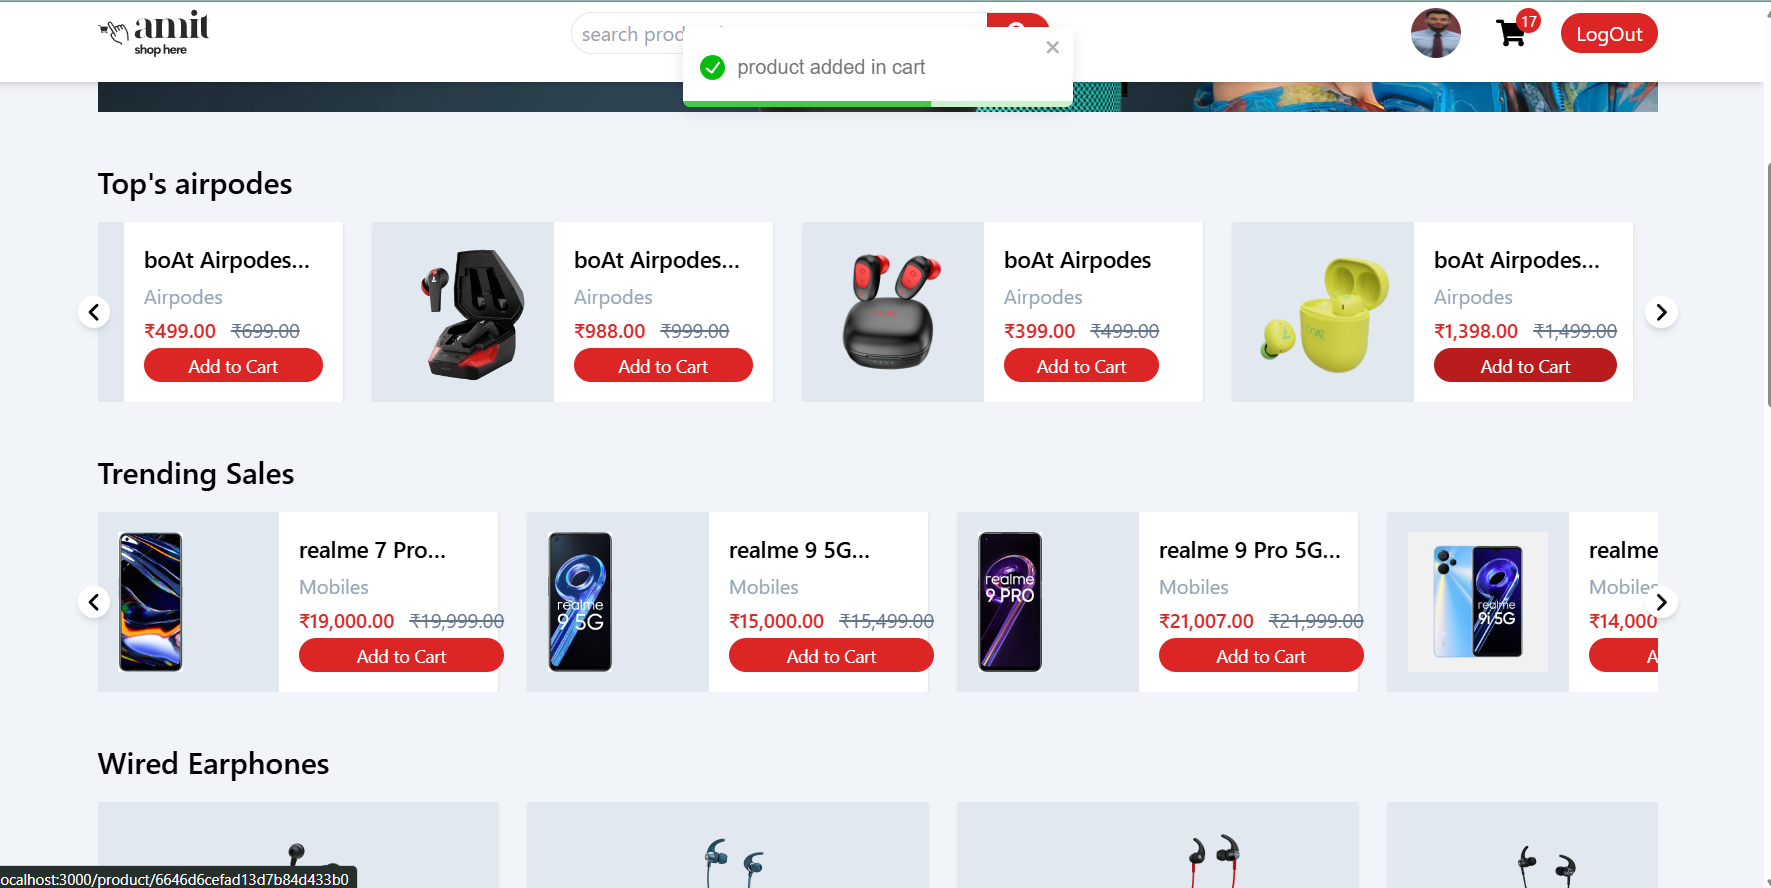 amit
shop here
search prod
17
LogOut
product added in cart
Top's airpodes
boAt Airpodes...
Airpodes
₹499.00 ₹699.00
Add to Cart
boAt Airpodes...
Airpodes
₹988.00 ₹999.00
Add to Cart
boAt Airpodes
Airpodes
₹399.00 ₹499.00
Add to Cart
boAt
boAt Airpodes...
Airpodes
₹1,398.00 ₹1,499.00
Add to Cart
Trending Sales
realme 7 Pro...
Mobiles
₹19,000.00 ₹19,999.00
Add to Cart
realme
9 5G
realme 9 5G...
Mobiles
₹15,000.00 ₹15,499.00
Add to Cart
realme
9 PRO
realme 9 Pro 5G...
Mobiles
₹21,007.00 ₹21,999.00
Add to Cart
realme
9i 5G
realme
Mobiles
₹14,000
A
Wired Earphones
ocalhost:3000/product/6646d6cefad13d7b84d433b0